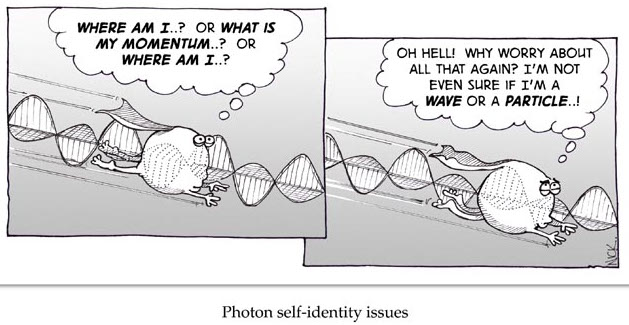 WHERE AM I..? OR WHAT IS
MY MOMENTUM..? OR
WHERE AM I..?
OH HELL! WHY WORRY ABOUT
ALL THAT AGAIN? I'M NOT
EVEN SURE IF I'M A
WAVE OR A PARTICLE..!
NICK.
Photon self-identity issues